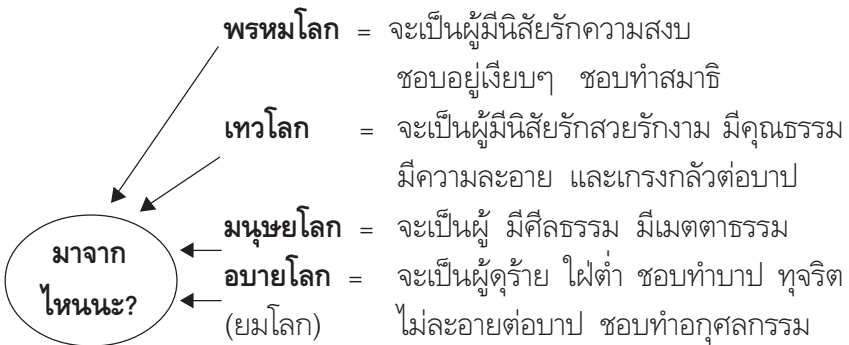 พรหมโลก = จะเป็นผู้มีนิสัยรักความสงบ
ชอบอยู่เงียบๆ ชอบทำสมาธิ
เทวโลก = จะเป็นผู้มีนิสัยรักสวยรักงาม มีคุณธรรม
มีความละอาย และเกรงกลัวต่อบาป
มนุษยโลก = จะเป็นผู้ มีศีลธรรม มีเมตตาธรรม
อบายโลก = จะเป็นผู้ดุร้าย ใฝ่ต่ำ ชอบทำบาป ทุจริต
(ยมโลก) ไม่ละอายต่อบาป ชอบทำอกุศลกรรม
มาจาก
ไหนนะ?